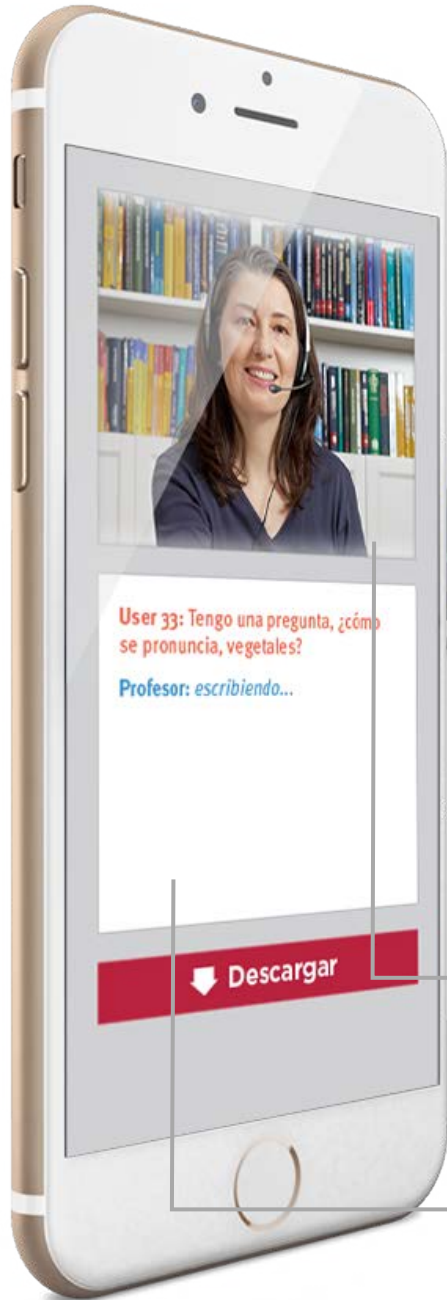 User 33: Tengo una pregunta, ¿cómo
se pronuncia, vegetales?
Profesor: escribiendo...
Descargar